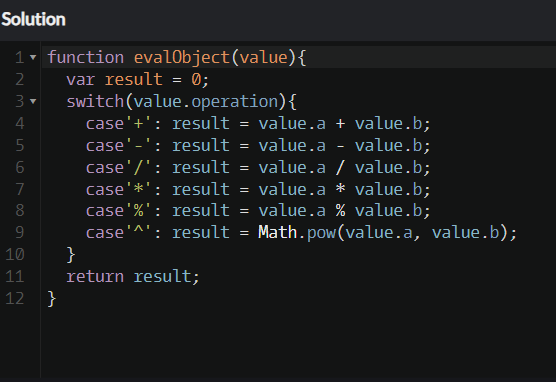 Solution
1 function evalObject(value){
2 var result = 0;
3 switch(value.operation){
4 case'+': result = value.a + value.b;
5 case'-': result = value.a - value.b;
6 case'/': result = value.a / value.b;
7 case'*': result = value.a * value.b;
8 case'%': result = value.a % value.b;
9 case'^': result = Math.pow(value.a, value.b);
10 }
11 return result;
12 }